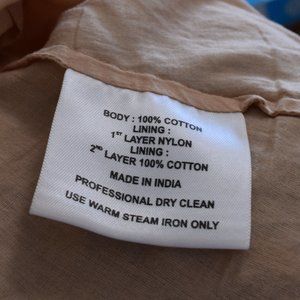 BODY : 100% COTTON
LINING :
1ST LAYER NYLON
LINING :
2ND LAYER 100% COTTON
MADE IN INDIA
PROFESSIONAL DRY CLEAN
USE WARM STEAM IRON ONLY